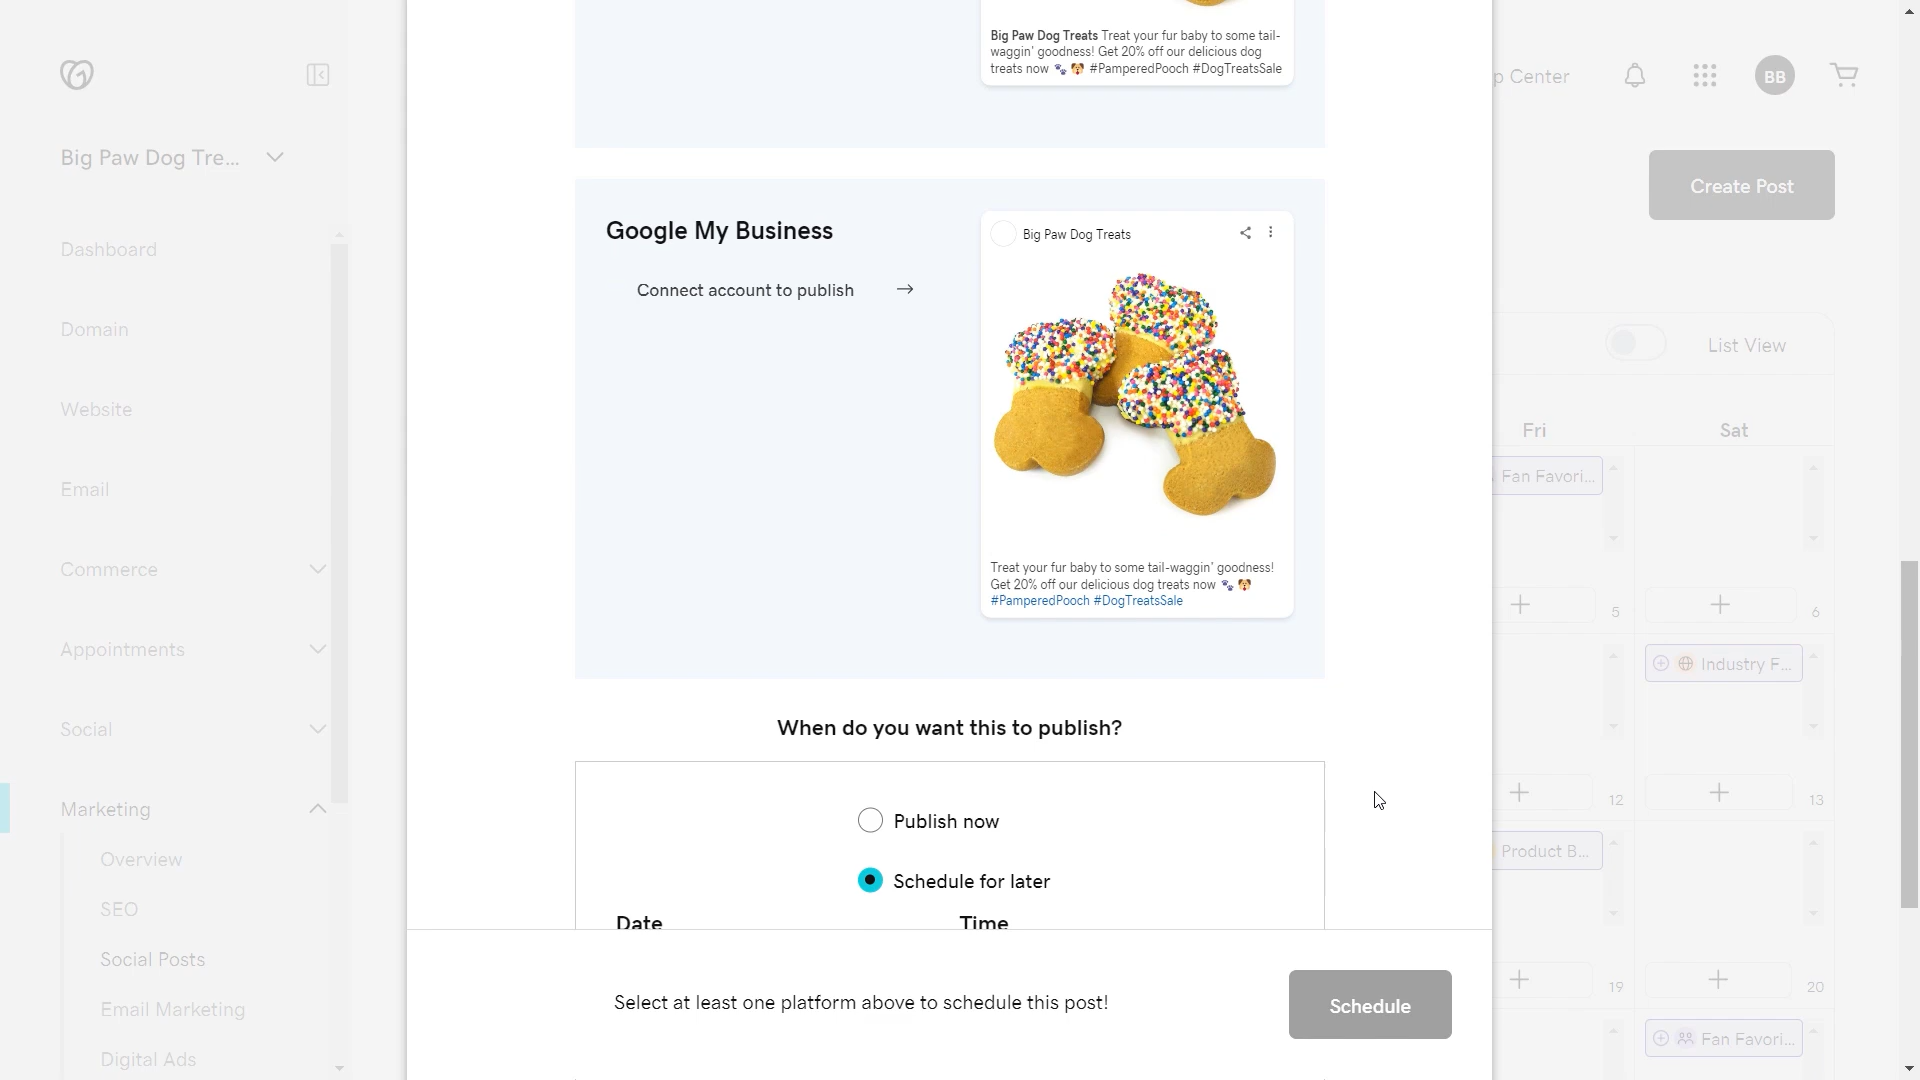 Big Paw Dog Treats Treat your fur baby to some tail-
waggin' goodness! Get 20% off our delicious dog
treats now 🐾 🐶 #PamperedPooch #DogTreatsSale
p Center
BB
Big Paw Dog Tre...
Create Post
Dashboard
Domain
Website
Email
Commerce
Appointments
Social
Marketing
Overview
SEO
Social Posts
Email Marketing
Digital Ads
Google My Business
Connect account to publish
Big Paw Dog Treats
Treat your fur baby to some tail-waggin' goodness!
Get 20% off our delicious dog treats now 🐾 🐶
#PamperedPooch #DogTreatsSale
When do you want this to publish?
Publish now
Schedule for later
Date Time
Select at least one platform above to schedule this post!
Schedule
List View
Fri Sat
Fan Favori...
5 6
Industry F...
12 13
Product B...
19 20
Fan Favori...